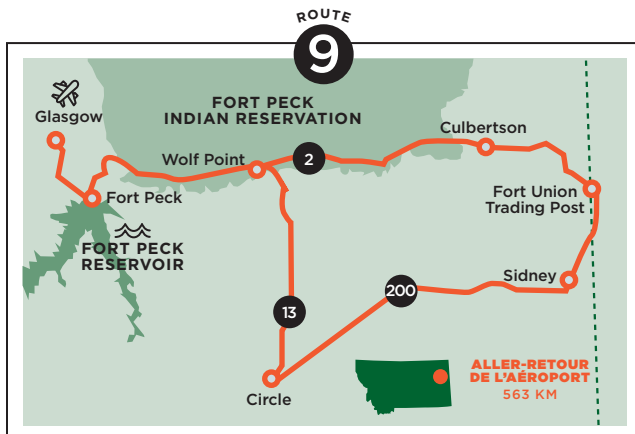 ROUTE
9
Glasgow
FORT PECK
INDIAN RESERVATION
Culbertson
Wolf Point
2
Fort Peck
Fort Union
Trading Post
FORT PECK
RESERVOIR
Sidney
200
13
Circle
ALLER-RETOUR
DE L'AÉROPORT
563 KM